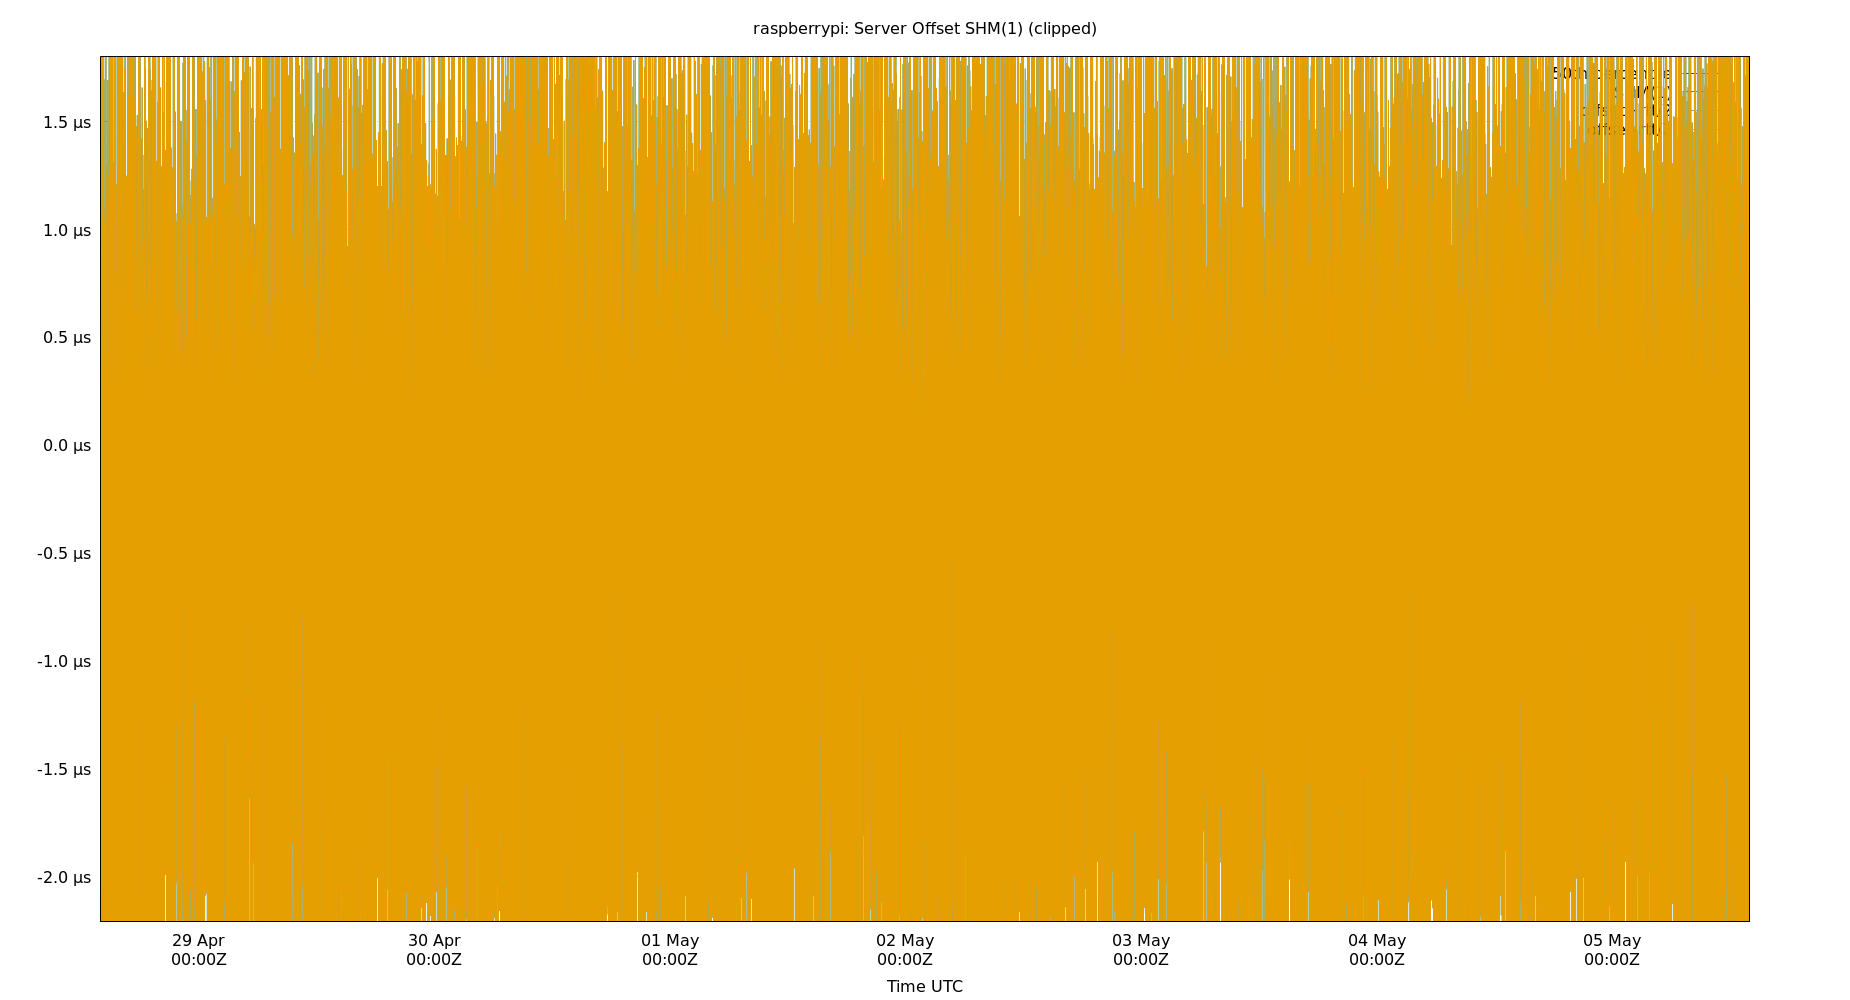 raspberrypi: Server Offset SHM(1) (clipped)
1.5 µs
1.0 µs
0.5 µs
0.0 µs
-0.5 µs
-1.0 µs
-1.5 µs
-2.0 µs
29 Apr 30 Apr 01 May 02 May 03 May 04 May 05 May
00:00Z 00:00Z 00:00Z 00:00Z 00:00Z 00:00Z 00:00Z
Time UTC